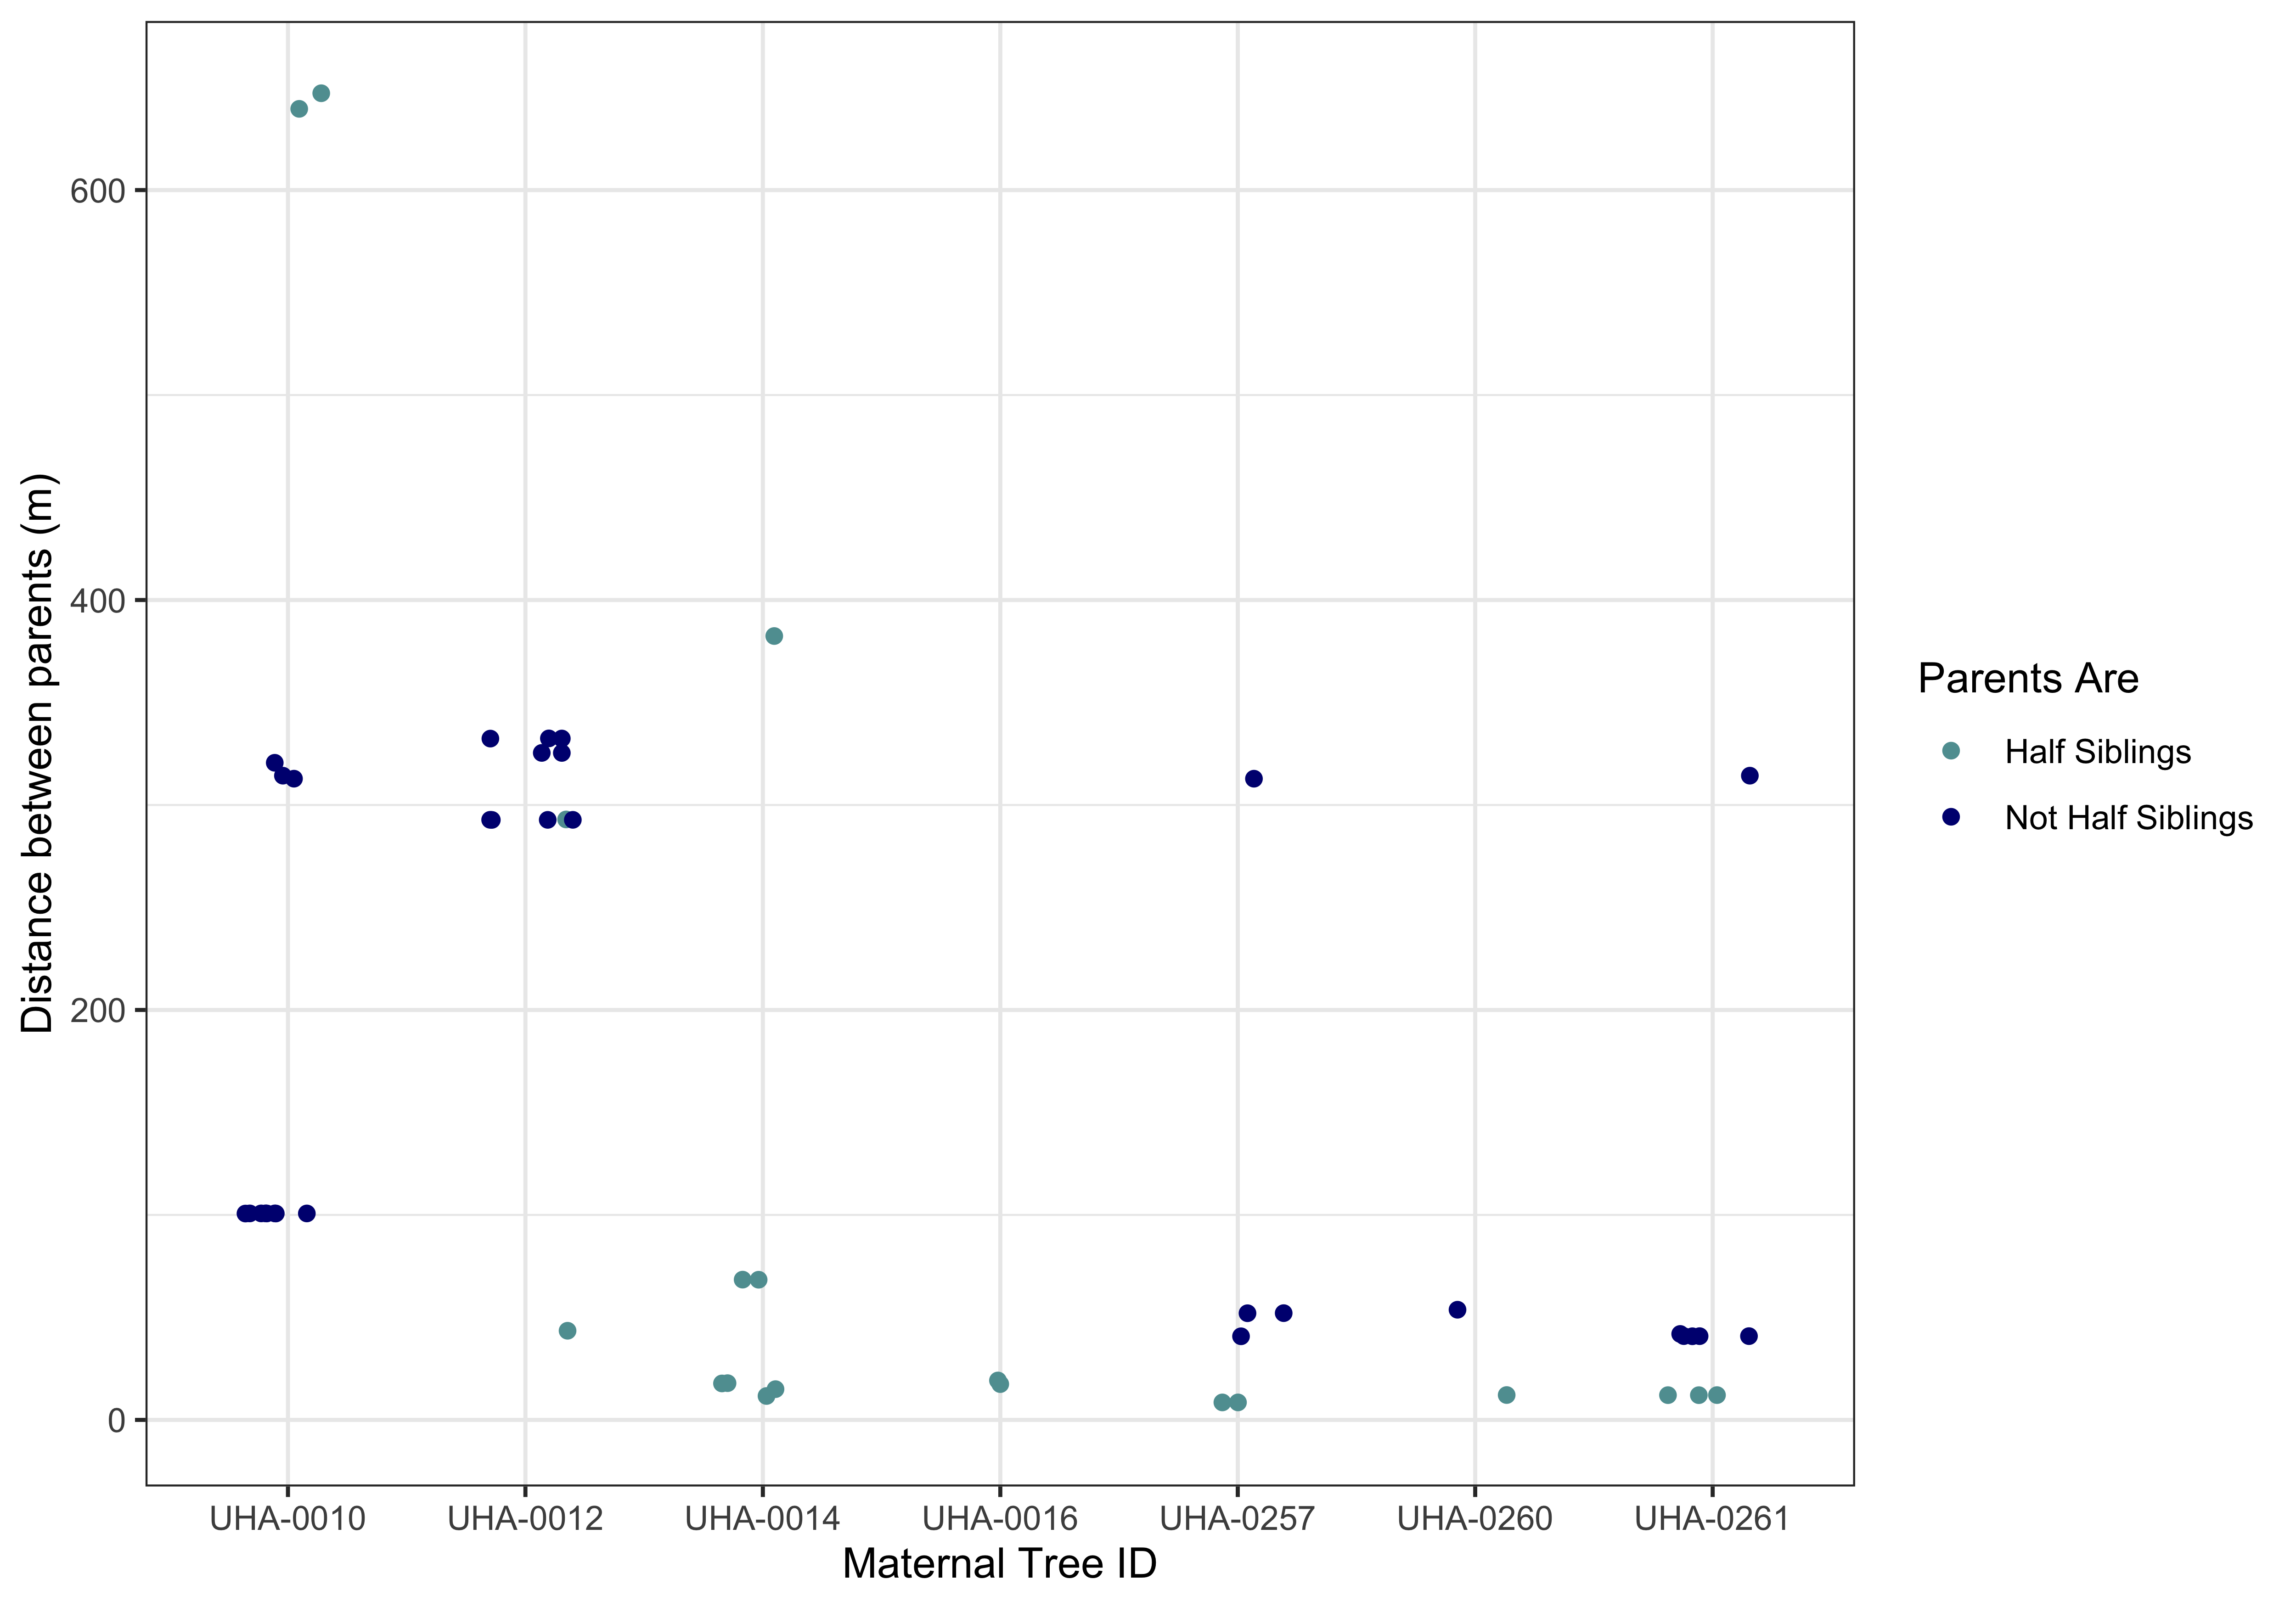 600
400
200
0
Distance between parents (m)
UHA-0010 UHA-0012 UHA-0014 UHA-0016 UHA-0257 UHA-0260 UHA-0261
Maternal Tree ID
Parents Are
Half Siblings
Not Half Siblings